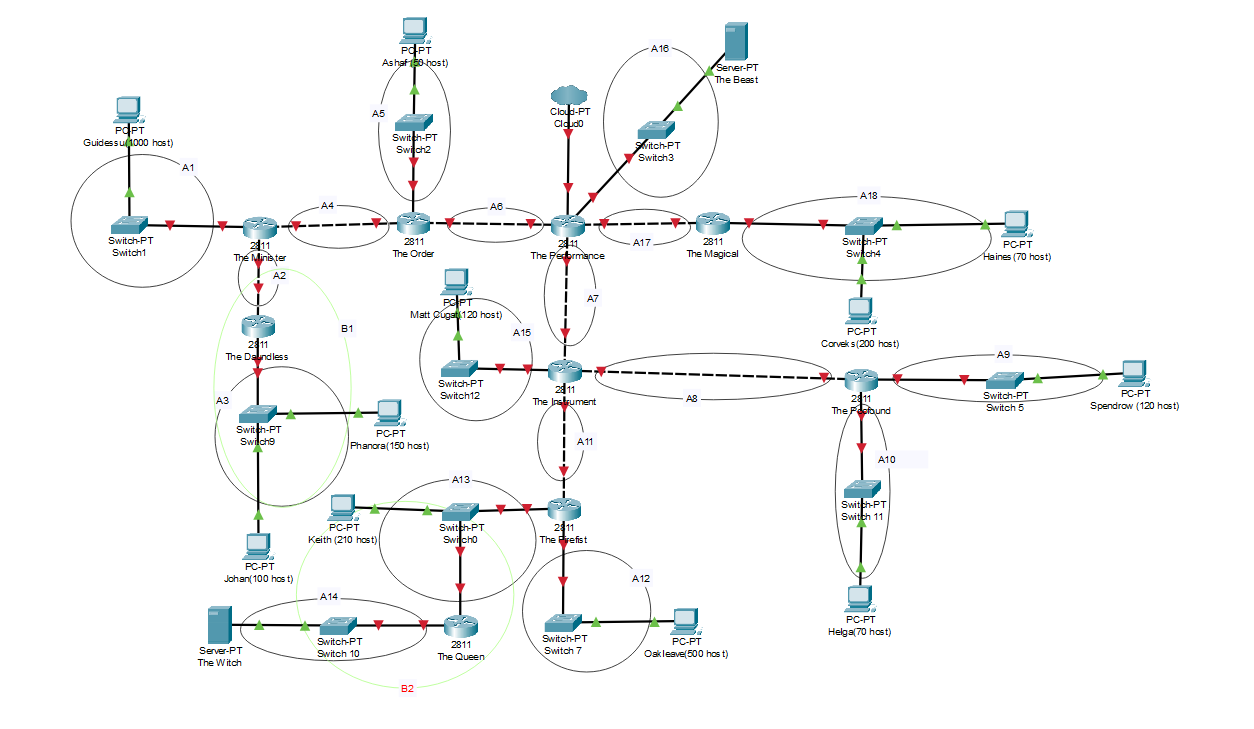 PC-PT
Ashaf(50 host)
A5
Switch-PT
Switch2
A16
Server-PT
The Beast
Cloud-PT
Cloud0
Switch-PT
Switch3
PC-PT
Guidessu(1000 host)
A1
Switch-PT
Switch1
2811
The Minister
A4
2811
The Order
A6
2811
The Performance
A17
2811
The Magical
A18
Switch-PT
Switch4
PC-PT
Haines(70 host)
PC-PT
Corveks(200 host)
A2
B1
2811
The Daundless
A3
Switch-PT
Switch9
PC-PT
Phanora(150 host)
PC-PT
Johan(100 host)
PC-PT
Matt Cugat(120 host)
A15
Switch-PT
Switch12
A7
2811
The Instrument
A8
2811
The Profound
A9
Switch-PT
Switch 5
PC-PT
Spendrow (120 host)
A10
Switch-PT
Switch 11
PC-PT
Helga(70 host)
A11
A13
PC-PT
Keith (210 host)
Switch-PT
Switch0
2811
The Firefist
A12
Switch-PT
Switch 7
PC-PT
Oakleave(500 host)
A14
Server-PT
The Witch
Switch-PT
Switch 10
2811
The Queen
B2